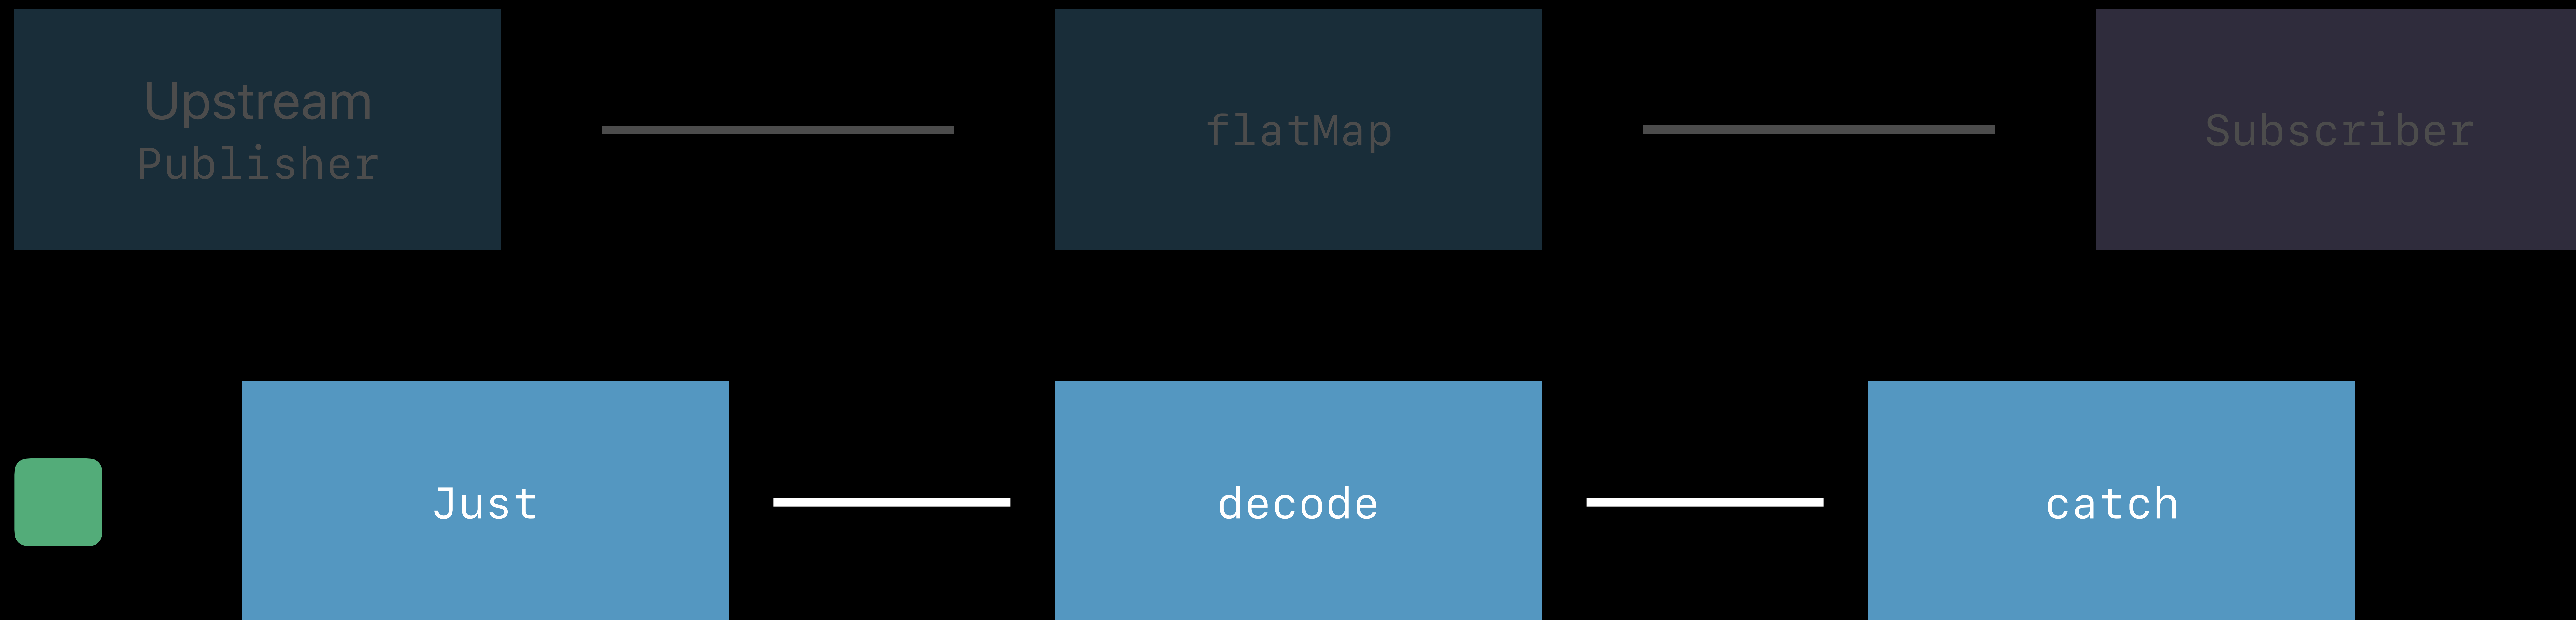 Upstream
Publisher
flatMap
Subscriber
Just
decode
catch